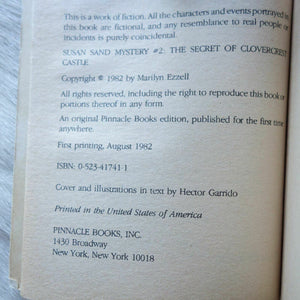 This is a work of fiction. All the characters and events portrayed in
this book are fictional, and any resemblance to real people or
incidents is purely coincidental.
SUSAN SAND MYSTERY #2: THE SECRET OF CLOVERCREST
CASTLE
Copyright © 1982 by Marilyn Ezzell
All rights reserved, including the right to reproduce this book or
portions thereof in any form.
An original Pinnacle Books edition, published for the first time
anywhere.
First printing, August 1982
ISBN: 0-523-41741-1
Cover and illustrations in text by Hector Garrido
Printed in the United States of America
PINNACLE BOOKS, INC.
1430 Broadway
New York, New York 10018